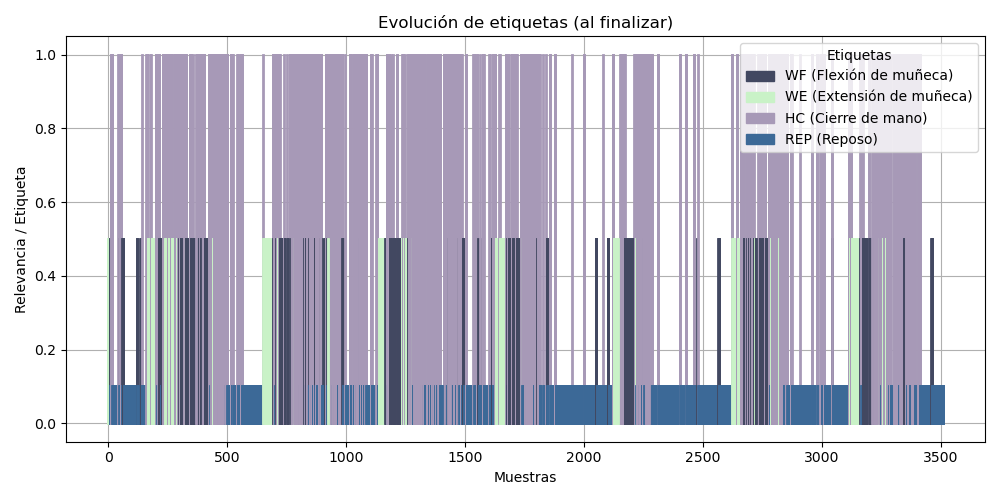 Evolución de etiquetas (al finalizar)
Relevancia / Etiqueta
1.0
0.8
0.6
0.4
0.2
0.0
Etiquetas
WF (Flexión de muñeca)
WE (Extensión de muñeca)
HC (Cierre de mano)
REP (Reposo)
0 500 1000 1500 2000 2500 3000 3500
Muestras